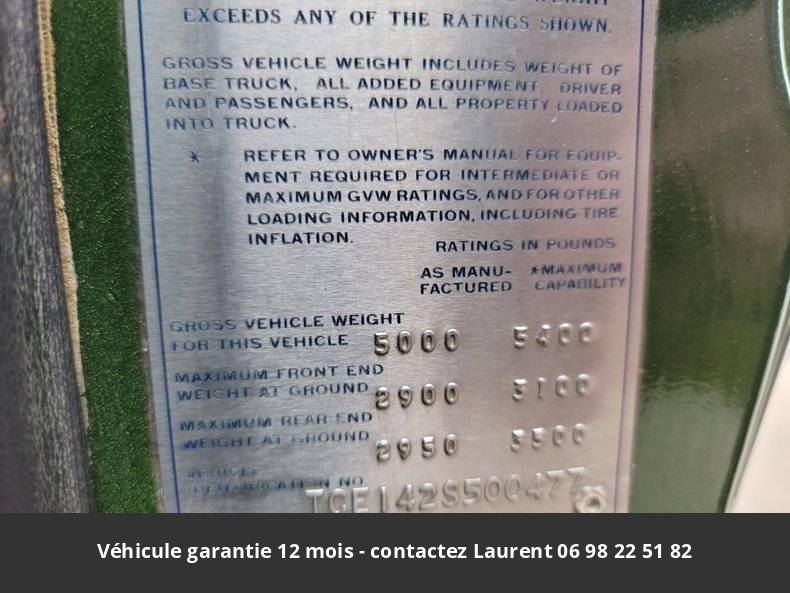 EXCEEDS ANY OF THE RATINGS SHOWN.
GROSS VEHICLE WEIGHT INCLUDES WEIGHT OF
BASE TRUCK, ALL ADDED EQUIPMENT, DRIVER
AND PASSENGERS, AND ALL PROPERTY LOADED
INTO TRUCK.
* REFER TO OWNER'S MANUAL FOR EQUIP-
MENT REQUIRED FOR INTERMEDIATE OR
MAXIMUM GVW RATINGS, AND FOR OTHER
LOADING INFORMATION, INCLUDING TIRE
INFLATION.
RATINGS IN POUNDS
AS MANU- *MAXIMUM
FACTURED CAPABILITY
GROSS VEHICLE WEIGHT
FOR THIS VEHICLE 5000 5400
MAXIMUM FRONT END
WEIGHT AT GROUND 2900 3100
MAXIMUM REAR END
WEIGHT AT GROUND 2950 3500
VEHICLE
IDENTIFICATION NO. TCE142S500477
Véhicule garantie 12 mois - contactez Laurent 06 98 22 51 82